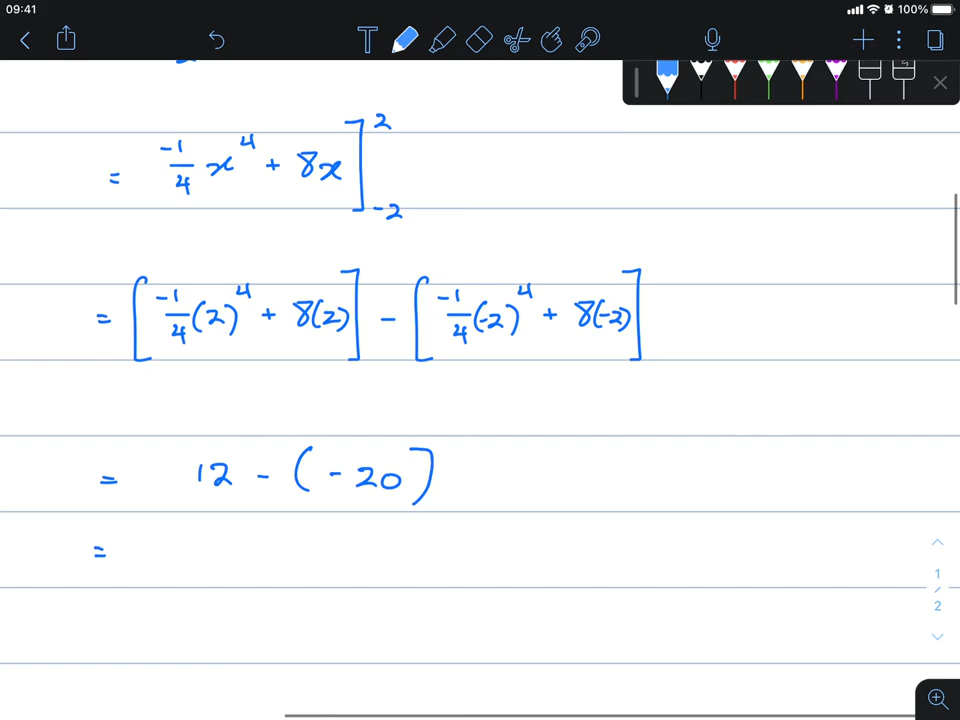 09:41 100%
T
= -1/4 x^4 + 8x ]_{-2}^{2}
= [ -1/4 (2)^4 + 8(2) ] - [ -1/4 (-2)^4 + 8(-2) ]
= 12 - ( -20 )
=
1
/
2